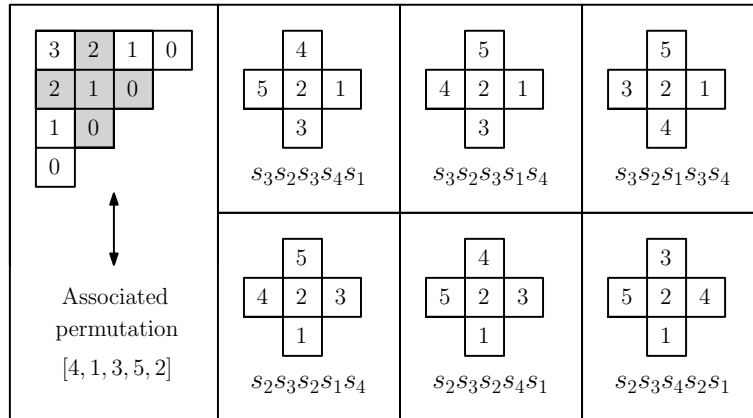 3 2 1 0
2 1 0
1 0
0
Associated
permutation
[4, 1, 3, 5, 2]
4
5 2 1
3
s₃s₂s₃s₄s₁
5
4 2 1
3
s₃s₂s₃s₁s₄
5
3 2 1
4
s₃s₂s₁s₃s₄
5
4 2 3
1
s₂s₃s₂s₁s₄
4
5 2 3
1
s₂s₃s₂s₄s₁
3
5 2 4
1
s₂s₃s₄s₂s₁